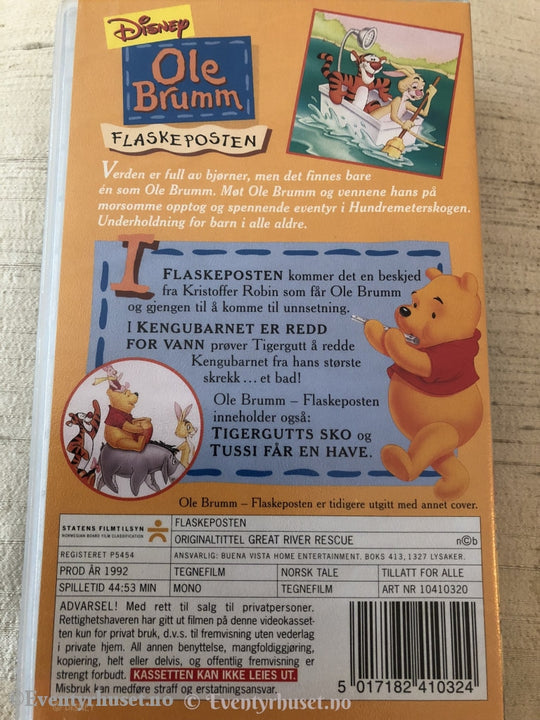 Disney
Ole
Brumm
FLASKEPOSTEN
Verden er full av bjørner, men det finnes bare
én som Ole Brumm. Møt Ole Brumm og vennene hans på
morsomme opptog og spennende eventyr i Hundremeterskogen.
Underholdning for barn i alle aldre.
I FLASKEPOSTEN kommer det en beskjed
fra Kristoffer Robin som får Ole Brumm
og gjengen til å komme til unnsetning.
I KENGUBARNET ER REDD
FOR VANN prøver Tigergutt å redde
Kengubarnet fra hans største
skrekk ... et bad!
Ole Brumm – Flaskeposten
inneholder også:
TIGERGUTTS SKO og
TUSSI FÅR EN HAVE.
Ole Brumm – Flaskeposten er tidigere utgitt med annet cover.
STATENS FILMTILSYN
NORWEGIAN BOARD FILM CLASSIFICATION
FLASKEPOSTEN
ORIGINALTITTEL GREAT RIVER RESCUE n©b
REGISTERET P5454 ANSVARLIG: BUENA VISTA HOME ENTERTAINMENT. BOKS 413, 1327 LYSAKER.
PROD ÅR 1992 TEGNEFILM NORSK TALE TILLATT FOR ALLE
SPILLETID 44:53 MIN MONO TEGNEFILM ART NR 10410320
ADVARSEL! Med rett til salg til privatpersoner.
Rettighetshaveren har gitt ut filmen på denne videokasset-
ten kun for privat bruk, d.v.s. til fremvisning uten vederlag
i private hjem. All annen benyttelse, mangfoldiggjøring,
kopiering, helt eller delvis, og offentlig fremvisning er
strengt forbudt. KASSETTEN KAN IKKE LEIES UT.
Misbruk kan medføre straff og erstatningsansvar.
5 017182 410324
©Eventyrhuset.no © Eventyrhuset.no